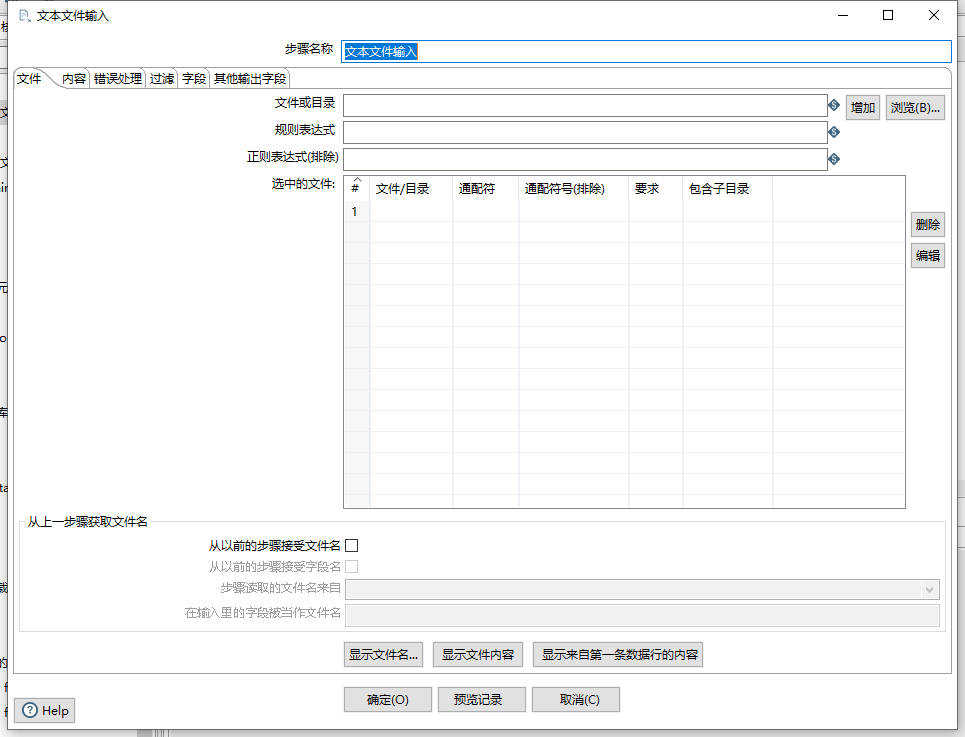 文本文件输入
步骤名称 文本文件输入
文件 内容 错误处理 过滤 字段 其他输出字段
文件或目录 增加 浏览(B)...
规则表达式
正则表达式(排除)
选中的文件: # 文件/目录 通配符 通配符号(排除) 要求 包含子目录
1
删除
编辑
从上一步骤获取文件名
从以前的步骤接受文件名
从以前的步骤接受字段名
步骤读取的文件名来自
在输入里的字段被当作文件名
显示文件名... 显示文件内容 显示来自第一条数据行的内容
确定(O) 预览记录 取消(C)
Help